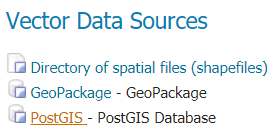 Vector Data Sources
Directory of spatial files (shapefiles)
GeoPackage - GeoPackage
PostGIS - PostGIS Database